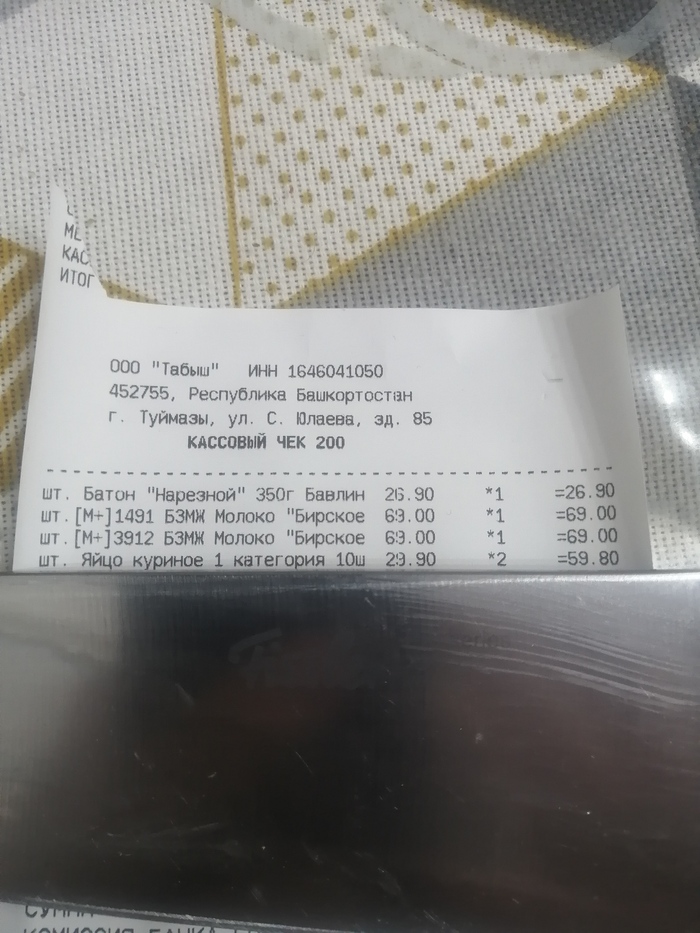 КАС
ИТОГ
ООО "Табыш" ИНН 1646041050
452755, Республика Башкортостан
г. Туймазы, ул. С. Юлаева, зд. 85
КАССОВЫЙ ЧЕК 200
шт. Батон "Нарезной" 350г Бавлин 26.90 *1 =26.90
шт.[М+]1491 БЗМЖ Молоко "Бирское 69.00 *1 =69.00
шт.[М+]3912 БЗМЖ Молоко "Бирское 69.00 *1 =69.00
шт. Яйцо куриное 1 категория 10ш 29.90 *2 =59.80
СУММА
КОМИССИЯ БАНКА